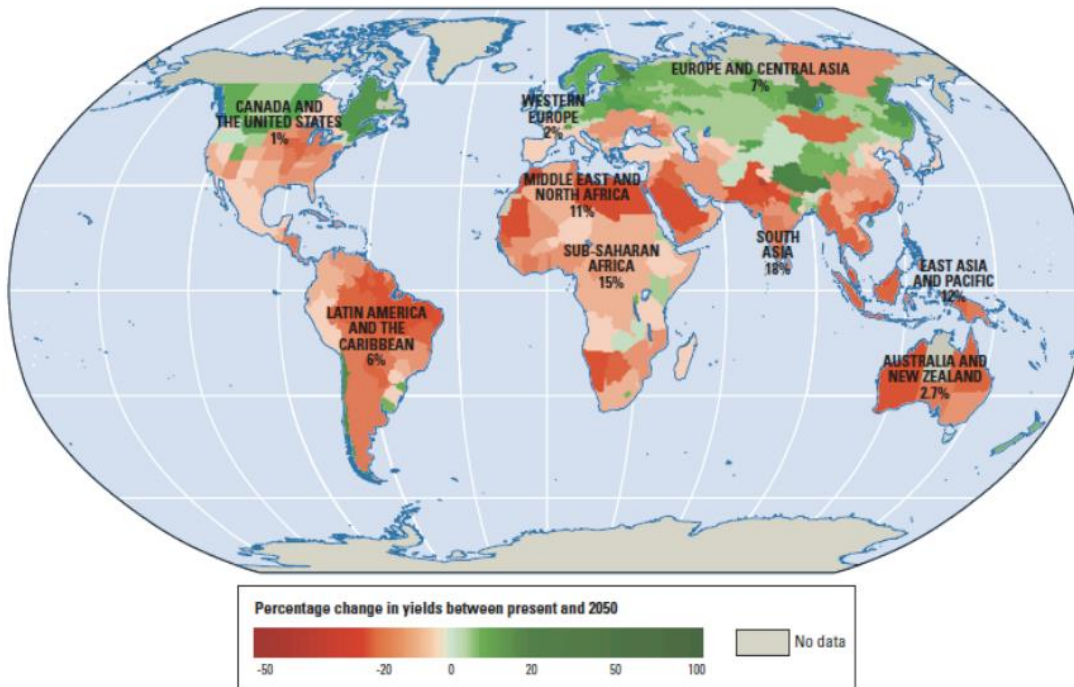 EUROPE AND CENTRAL ASIA
7%
CANADA AND
THE UNITED STATES
1%
WESTERN
EUROPE
2%
MIDDLE EAST AND
NORTH AFRICA
11%
SUB-SAHARAN
AFRICA
15%
SOUTH
ASIA
18%
EAST ASIA
AND PACIFIC
12%
LATIN AMERICA
AND THE
CARIBBEAN
6%
AUSTRALIA AND
NEW ZEALAND
2.7%
Percentage change in yields between present and 2050
No data
-50 -20 0 20 50 100